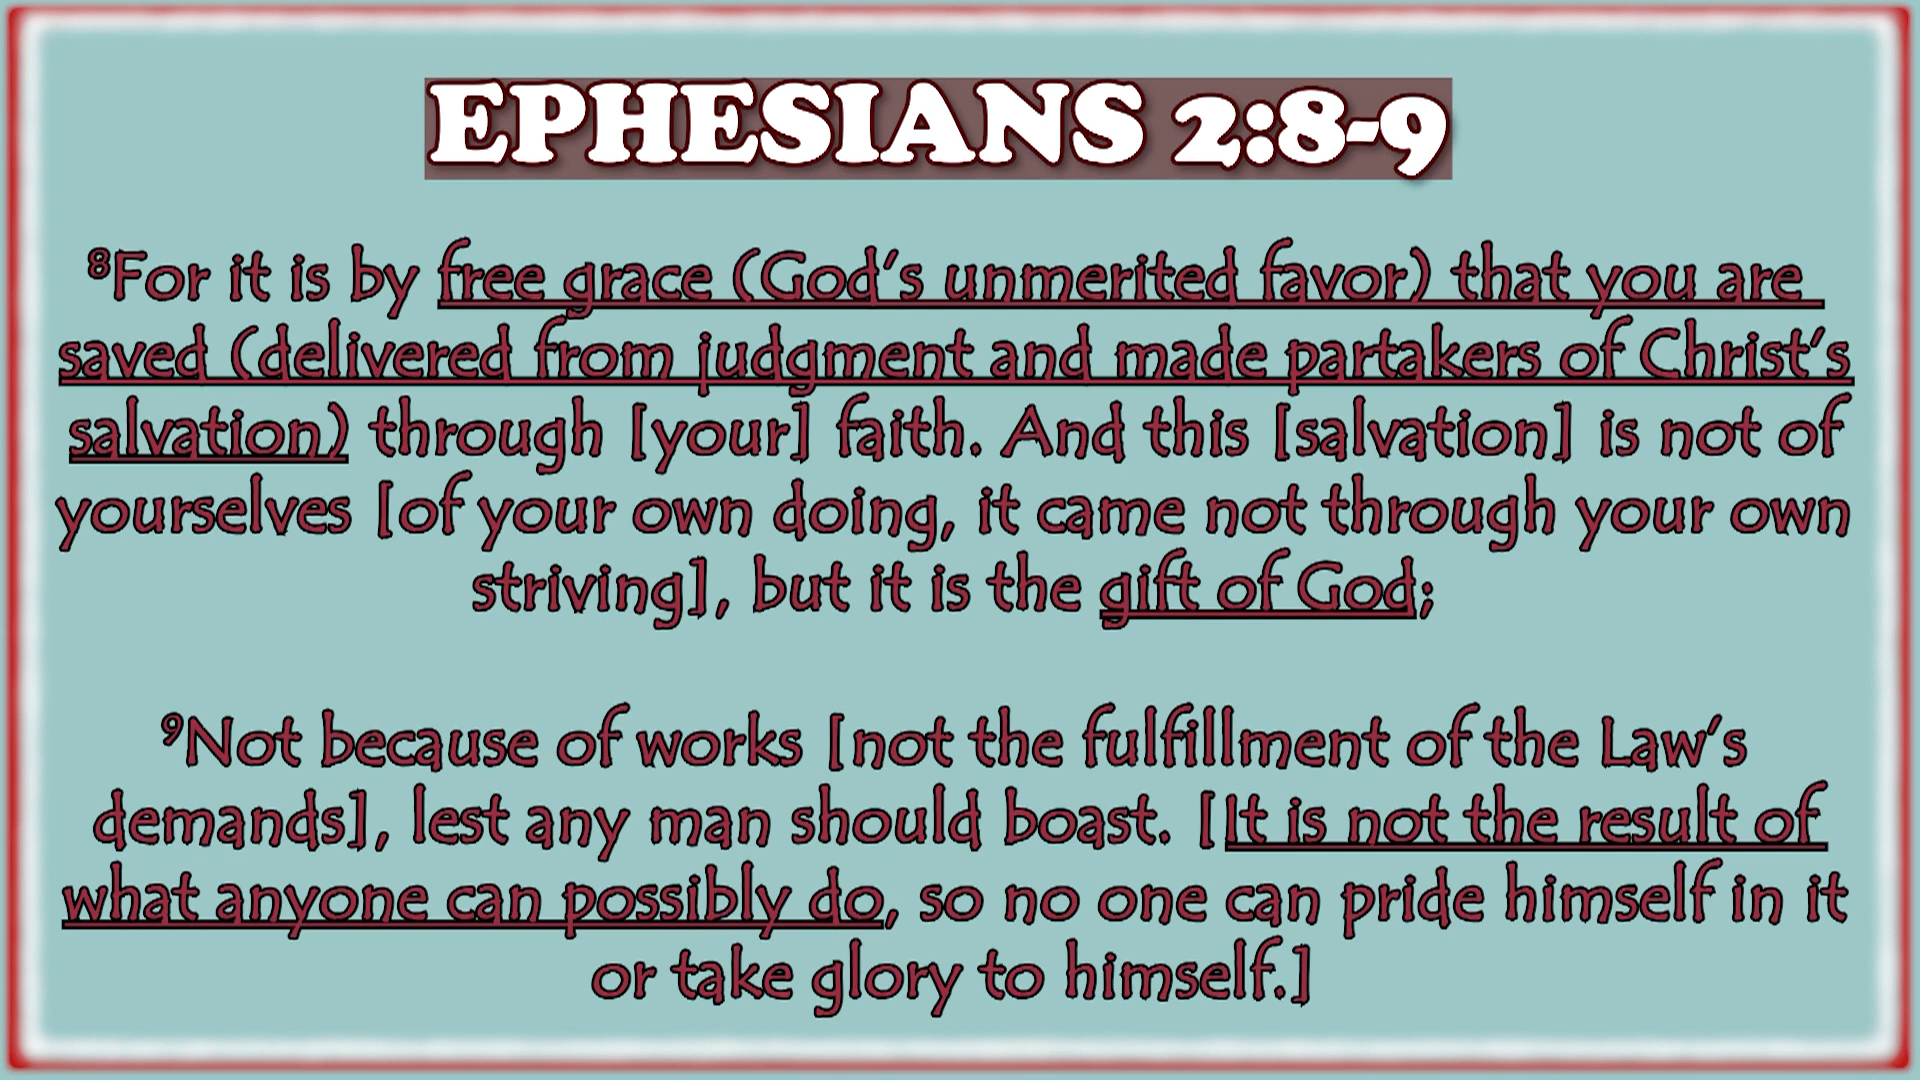 EPHESIANS 2:8-9
⁸For it is by free grace (God's unmerited favor) that you are
saved (delivered from judgment and made partakers of Christ's
salvation) through [your] faith. And this [salvation] is not of
yourselves [of your own doing, it came not through your own
striving], but it is the gift of God;
⁹Not because of works [not the fulfillment of the Law's
demands], lest any man should boast. [It is not the result of
what anyone can possibly do, so no one can pride himself in it
or take glory to himself.]